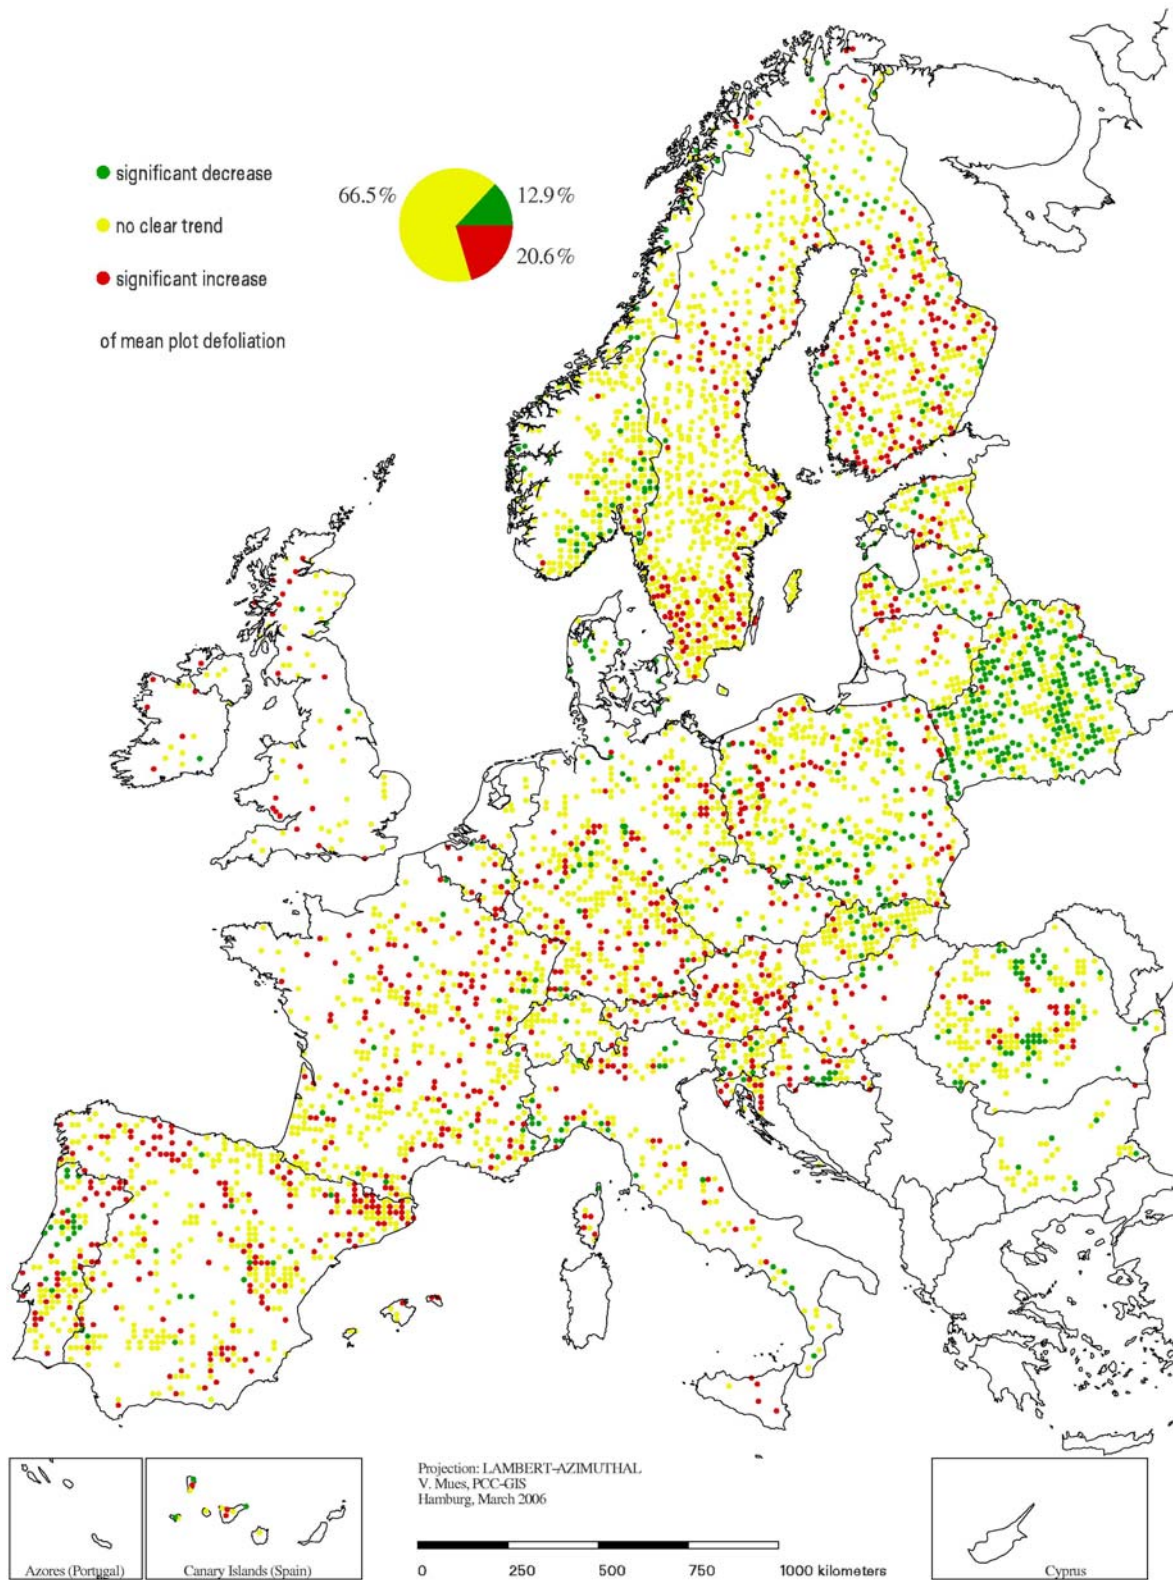 significant decrease
66.5%
12.9%
no clear trend
20.6%
significant increase
of mean plot defoliation
Projection: LAMBERT-AZIMUTHAL
V. Mues, PCC-GIS
Hamburg, March 2006
0 250 500 750 1000 kilometers
Azores (Portugal)
Canary Islands (Spain)
Cyprus